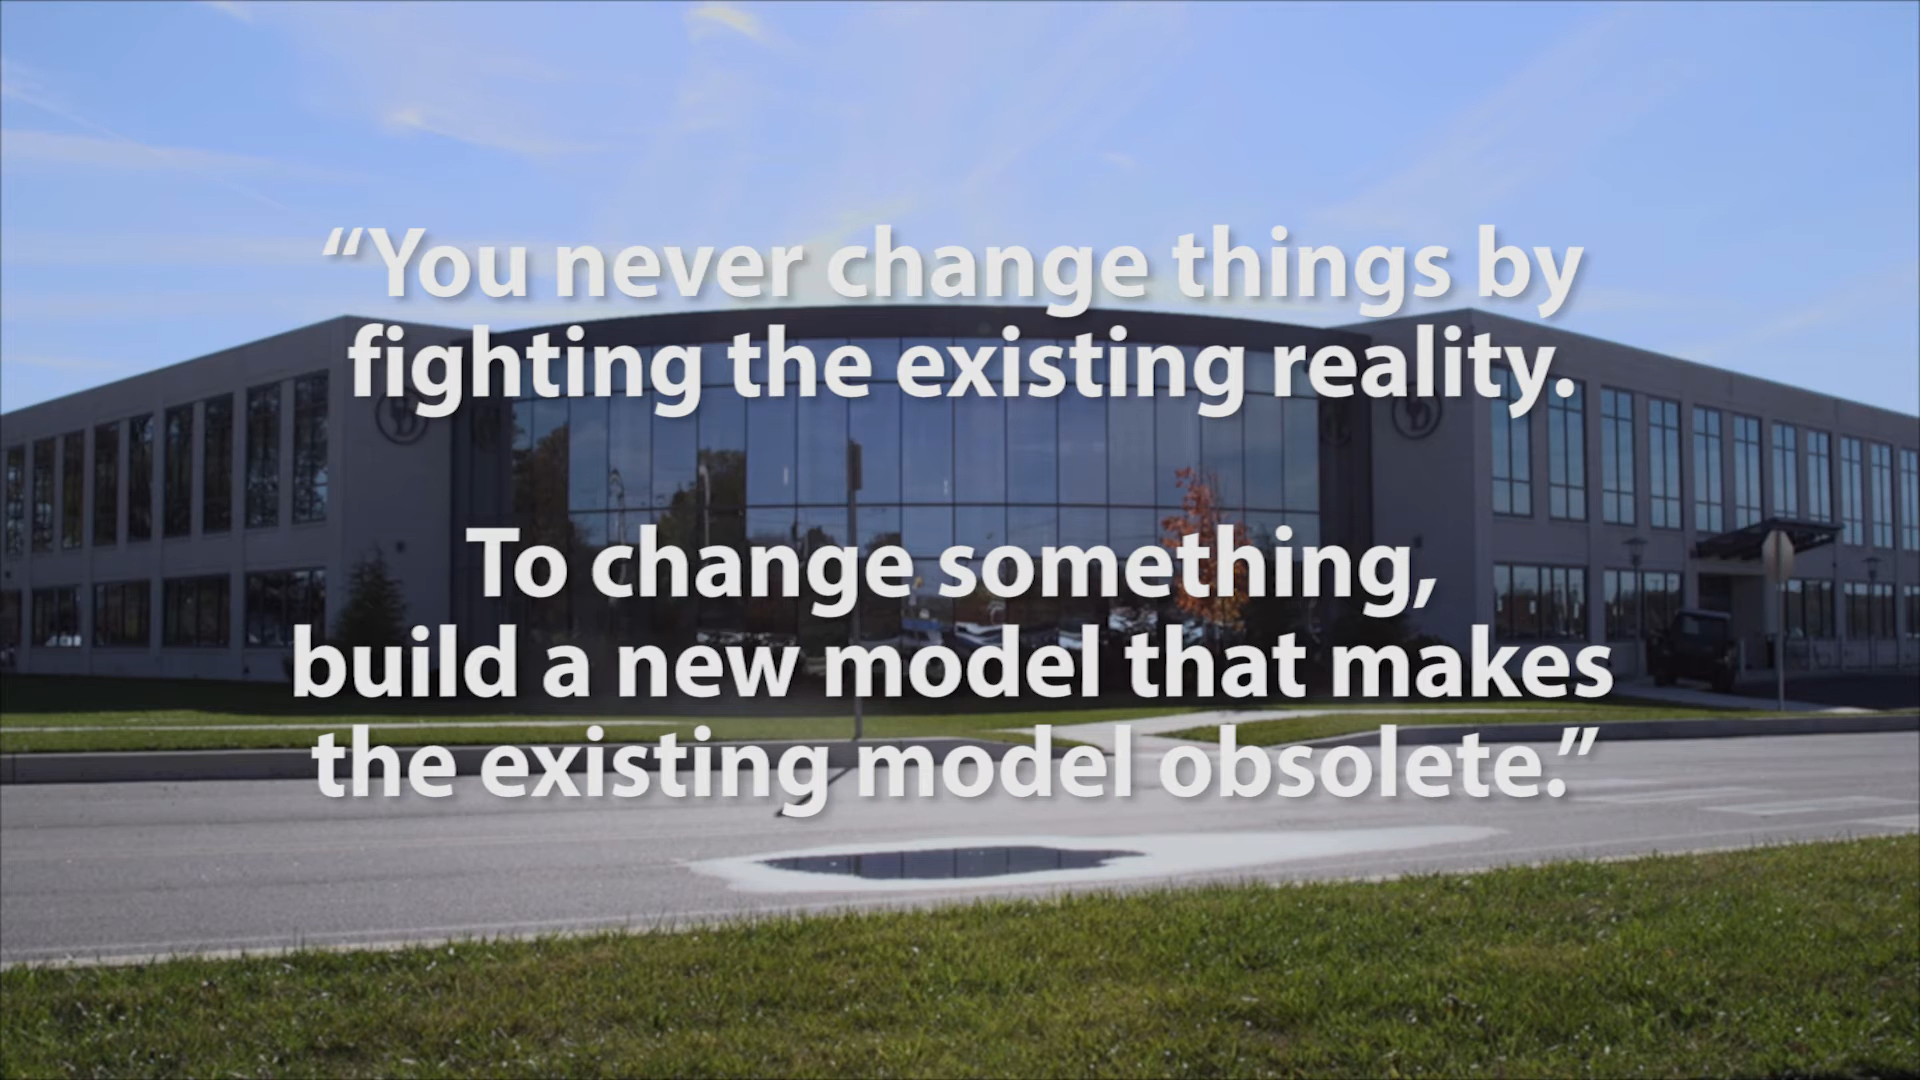 “You never change things by
fighting the existing reality.
To change something,
build a new model that makes
the existing model obsolete.”